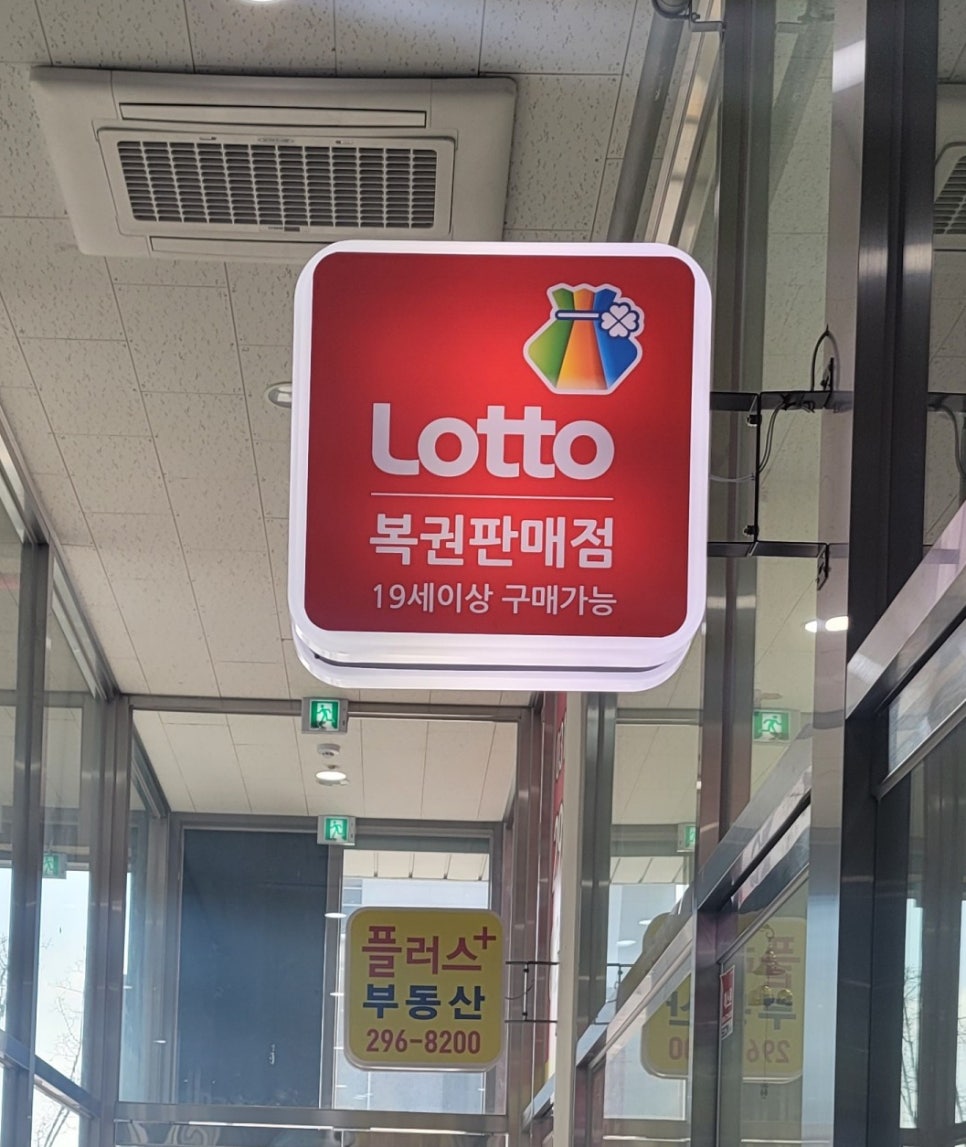 Lotto
복권판매점
19세이상 구매가능
플러스+
부동산
296-8200